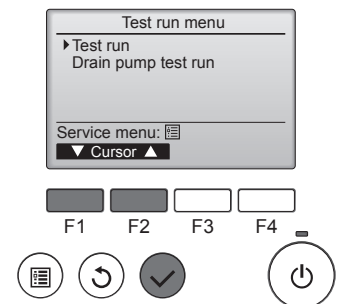 Test run menu
Test run
Drain pump test run
Service menu:
▼ Cursor ▲
F1 F2 F3 F4